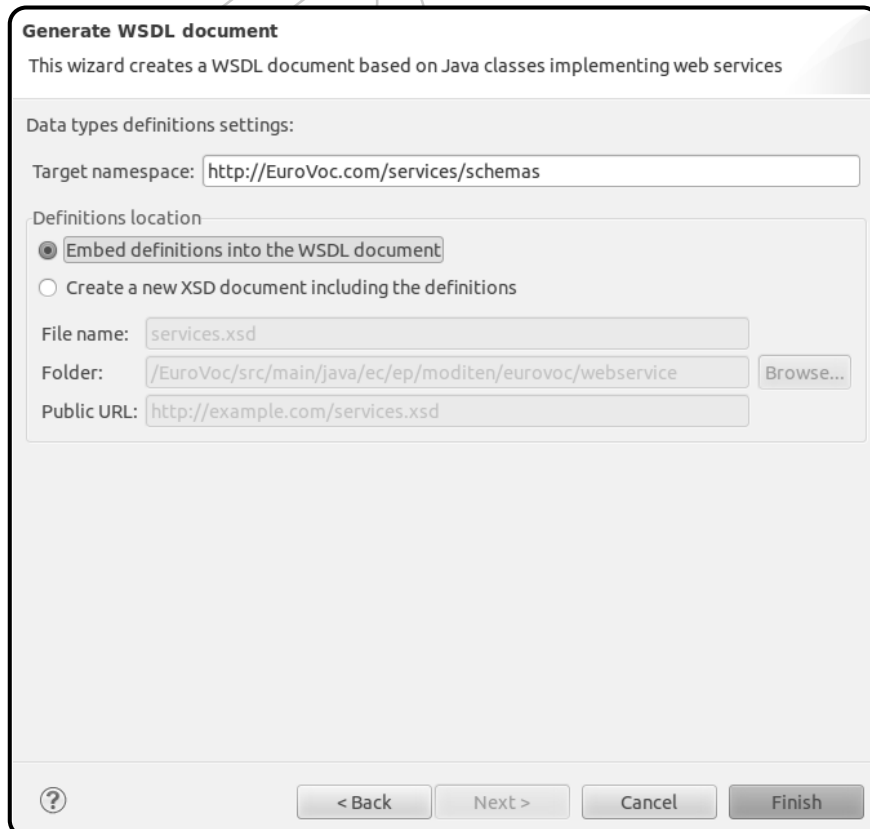 Generate WSDL document
This wizard creates a WSDL document based on Java classes implementing web services
Data types definitions settings:
Target namespace: http://EuroVoc.com/services/schemas
Definitions location
Embed definitions into the WSDL document
Create a new XSD document including the definitions
File name: services.xsd
Folder: /EuroVoc/src/main/java/ec/ep/moditen/eurovoc/webservice Browse...
Public URL: http://example.com/services.xsd
? < Back Next > Cancel Finish